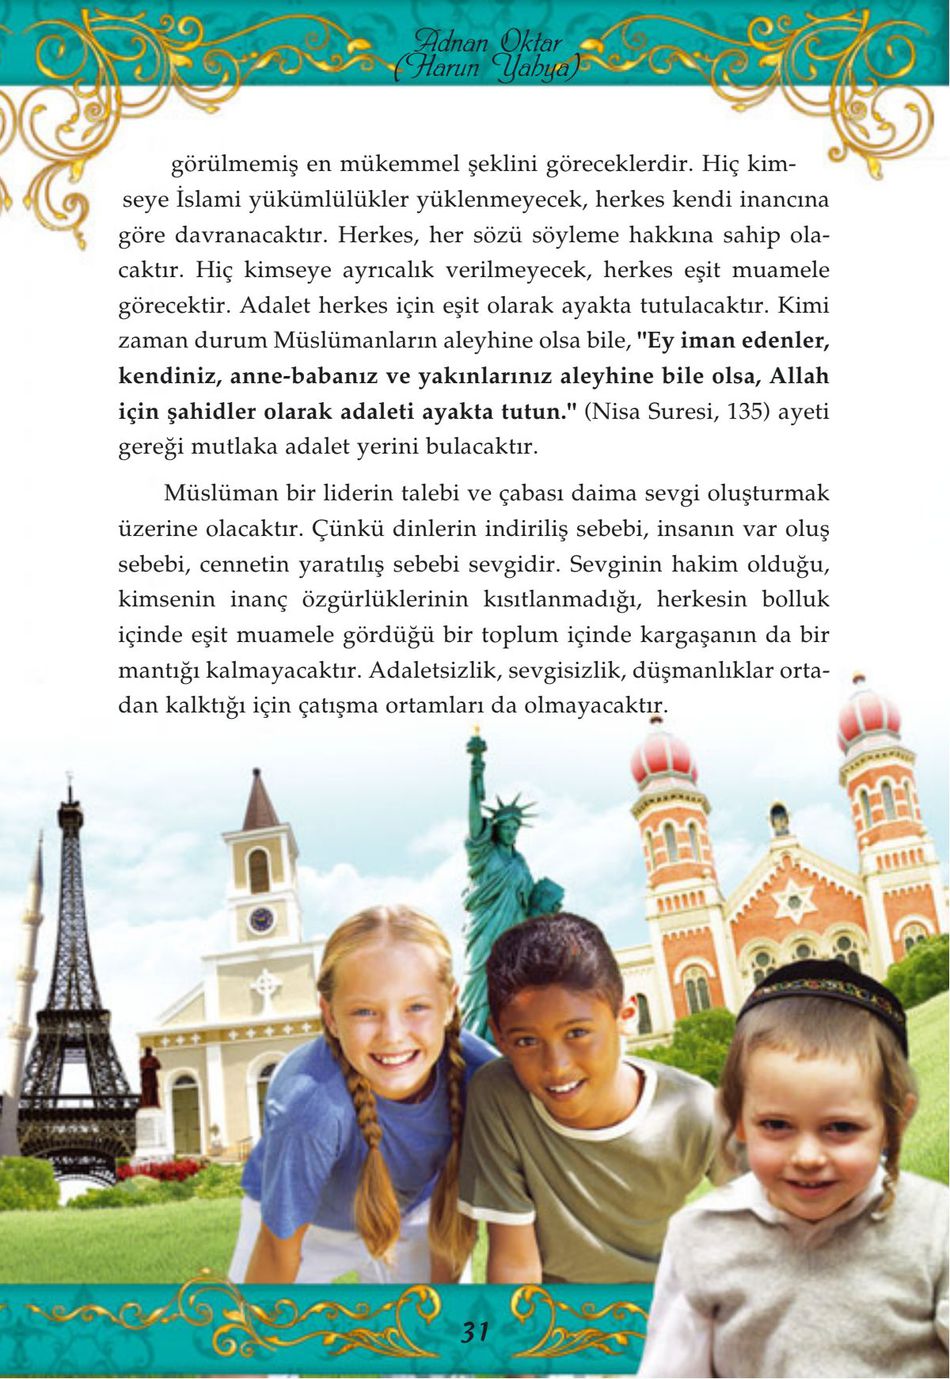 Adnan Oktar
(Harun Yahya)
görülmemiş en mükemmel şeklini göreceklerdir. Hiç kim-
seye İslami yükümlülükler yüklenmeyecek, herkes kendi inancına
göre davranacaktır. Herkes, her sözü söyleme hakkına sahip ola-
caktır. Hiç kimseye ayrıcalık verilmeyecek, herkes eşit muamele
görecektir. Adalet herkes için eşit olarak ayakta tutulacaktır. Kimi
zaman durum Müslümanların aleyhine olsa bile, "Ey iman edenler,
kendiniz, anne-babanız ve yakınlarınız aleyhine bile olsa, Allah
için şahidler olarak adaleti ayakta tutun." (Nisa Suresi, 135) ayeti
gereği mutlaka adalet yerini bulacaktır.
Müslüman bir liderin talebi ve çabası daima sevgi oluşturmak
üzerine olacaktır. Çünkü dinlerin indiriliş sebebi, insanın var oluş
sebebi, cennetin yaratılış sebebi sevgidir. Sevginin hakim olduğu,
kimsenin inanç özgürlüklerinin kısıtlanmadığı, herkesin bolluk
içinde eşit muamele gördüğü bir toplum içinde kargaşanın da bir
mantığı kalmayacaktır. Adaletsizlik, sevgisizlik, düşmanlıklar orta-
dan kalktığı için çatışma ortamları da olmayacaktır.
31